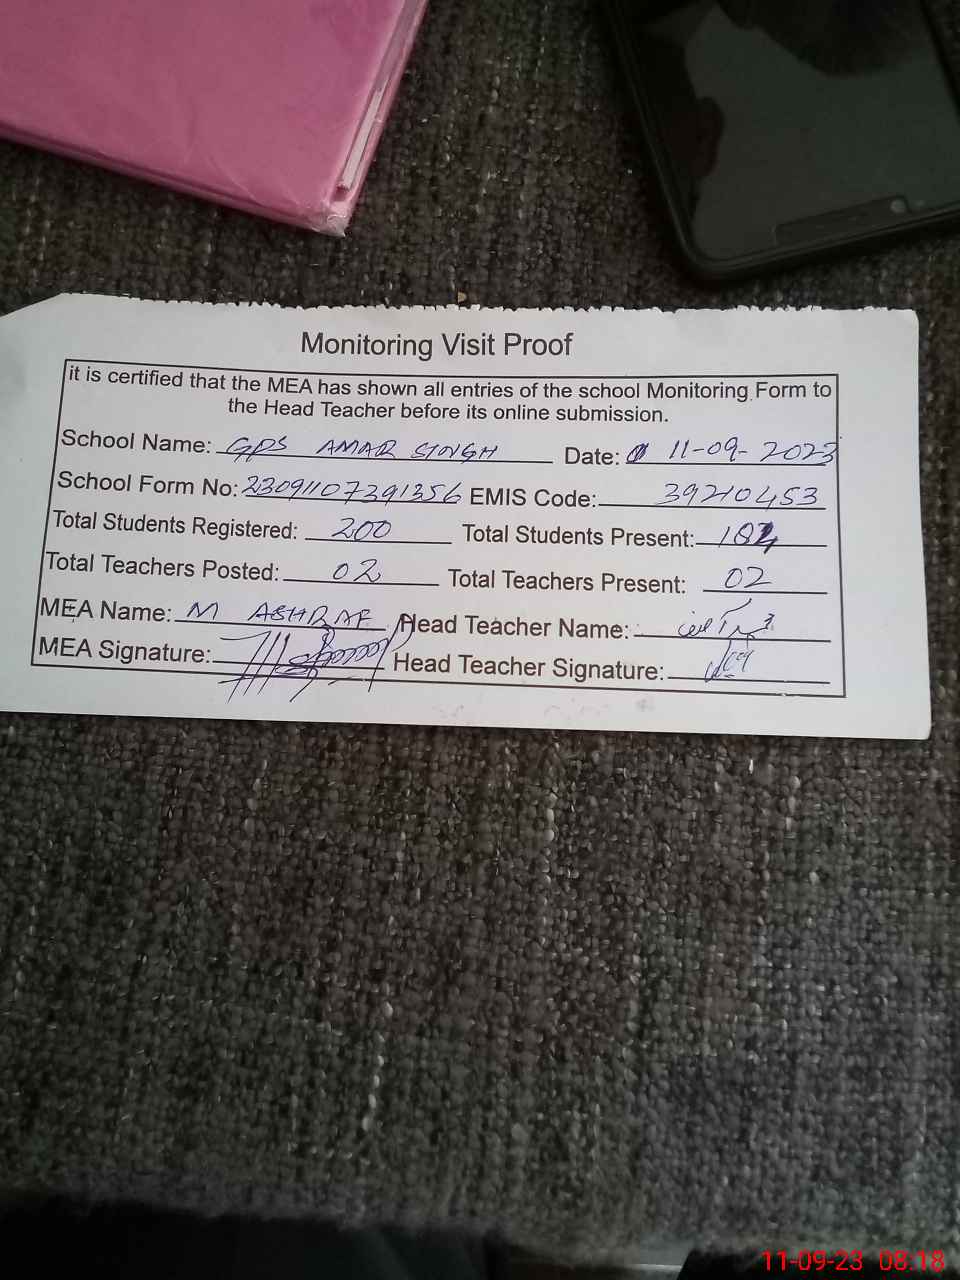 Monitoring Visit Proof
it is certified that the MEA has shown all entries of the school Monitoring Form to
the Head Teacher before its online submission.
School Name: GPS AMAR SINGH Date: 11-09-2023
School Form No: 23091107391356 EMIS Code: 39210453
Total Students Registered: 200 Total Students Present:
Total Teachers Posted: 02 Total Teachers Present: 02
MEA Name: M ASHRAF Head Teacher Name:
MEA Signature: Head Teacher Signature:
11-09-23 08:18